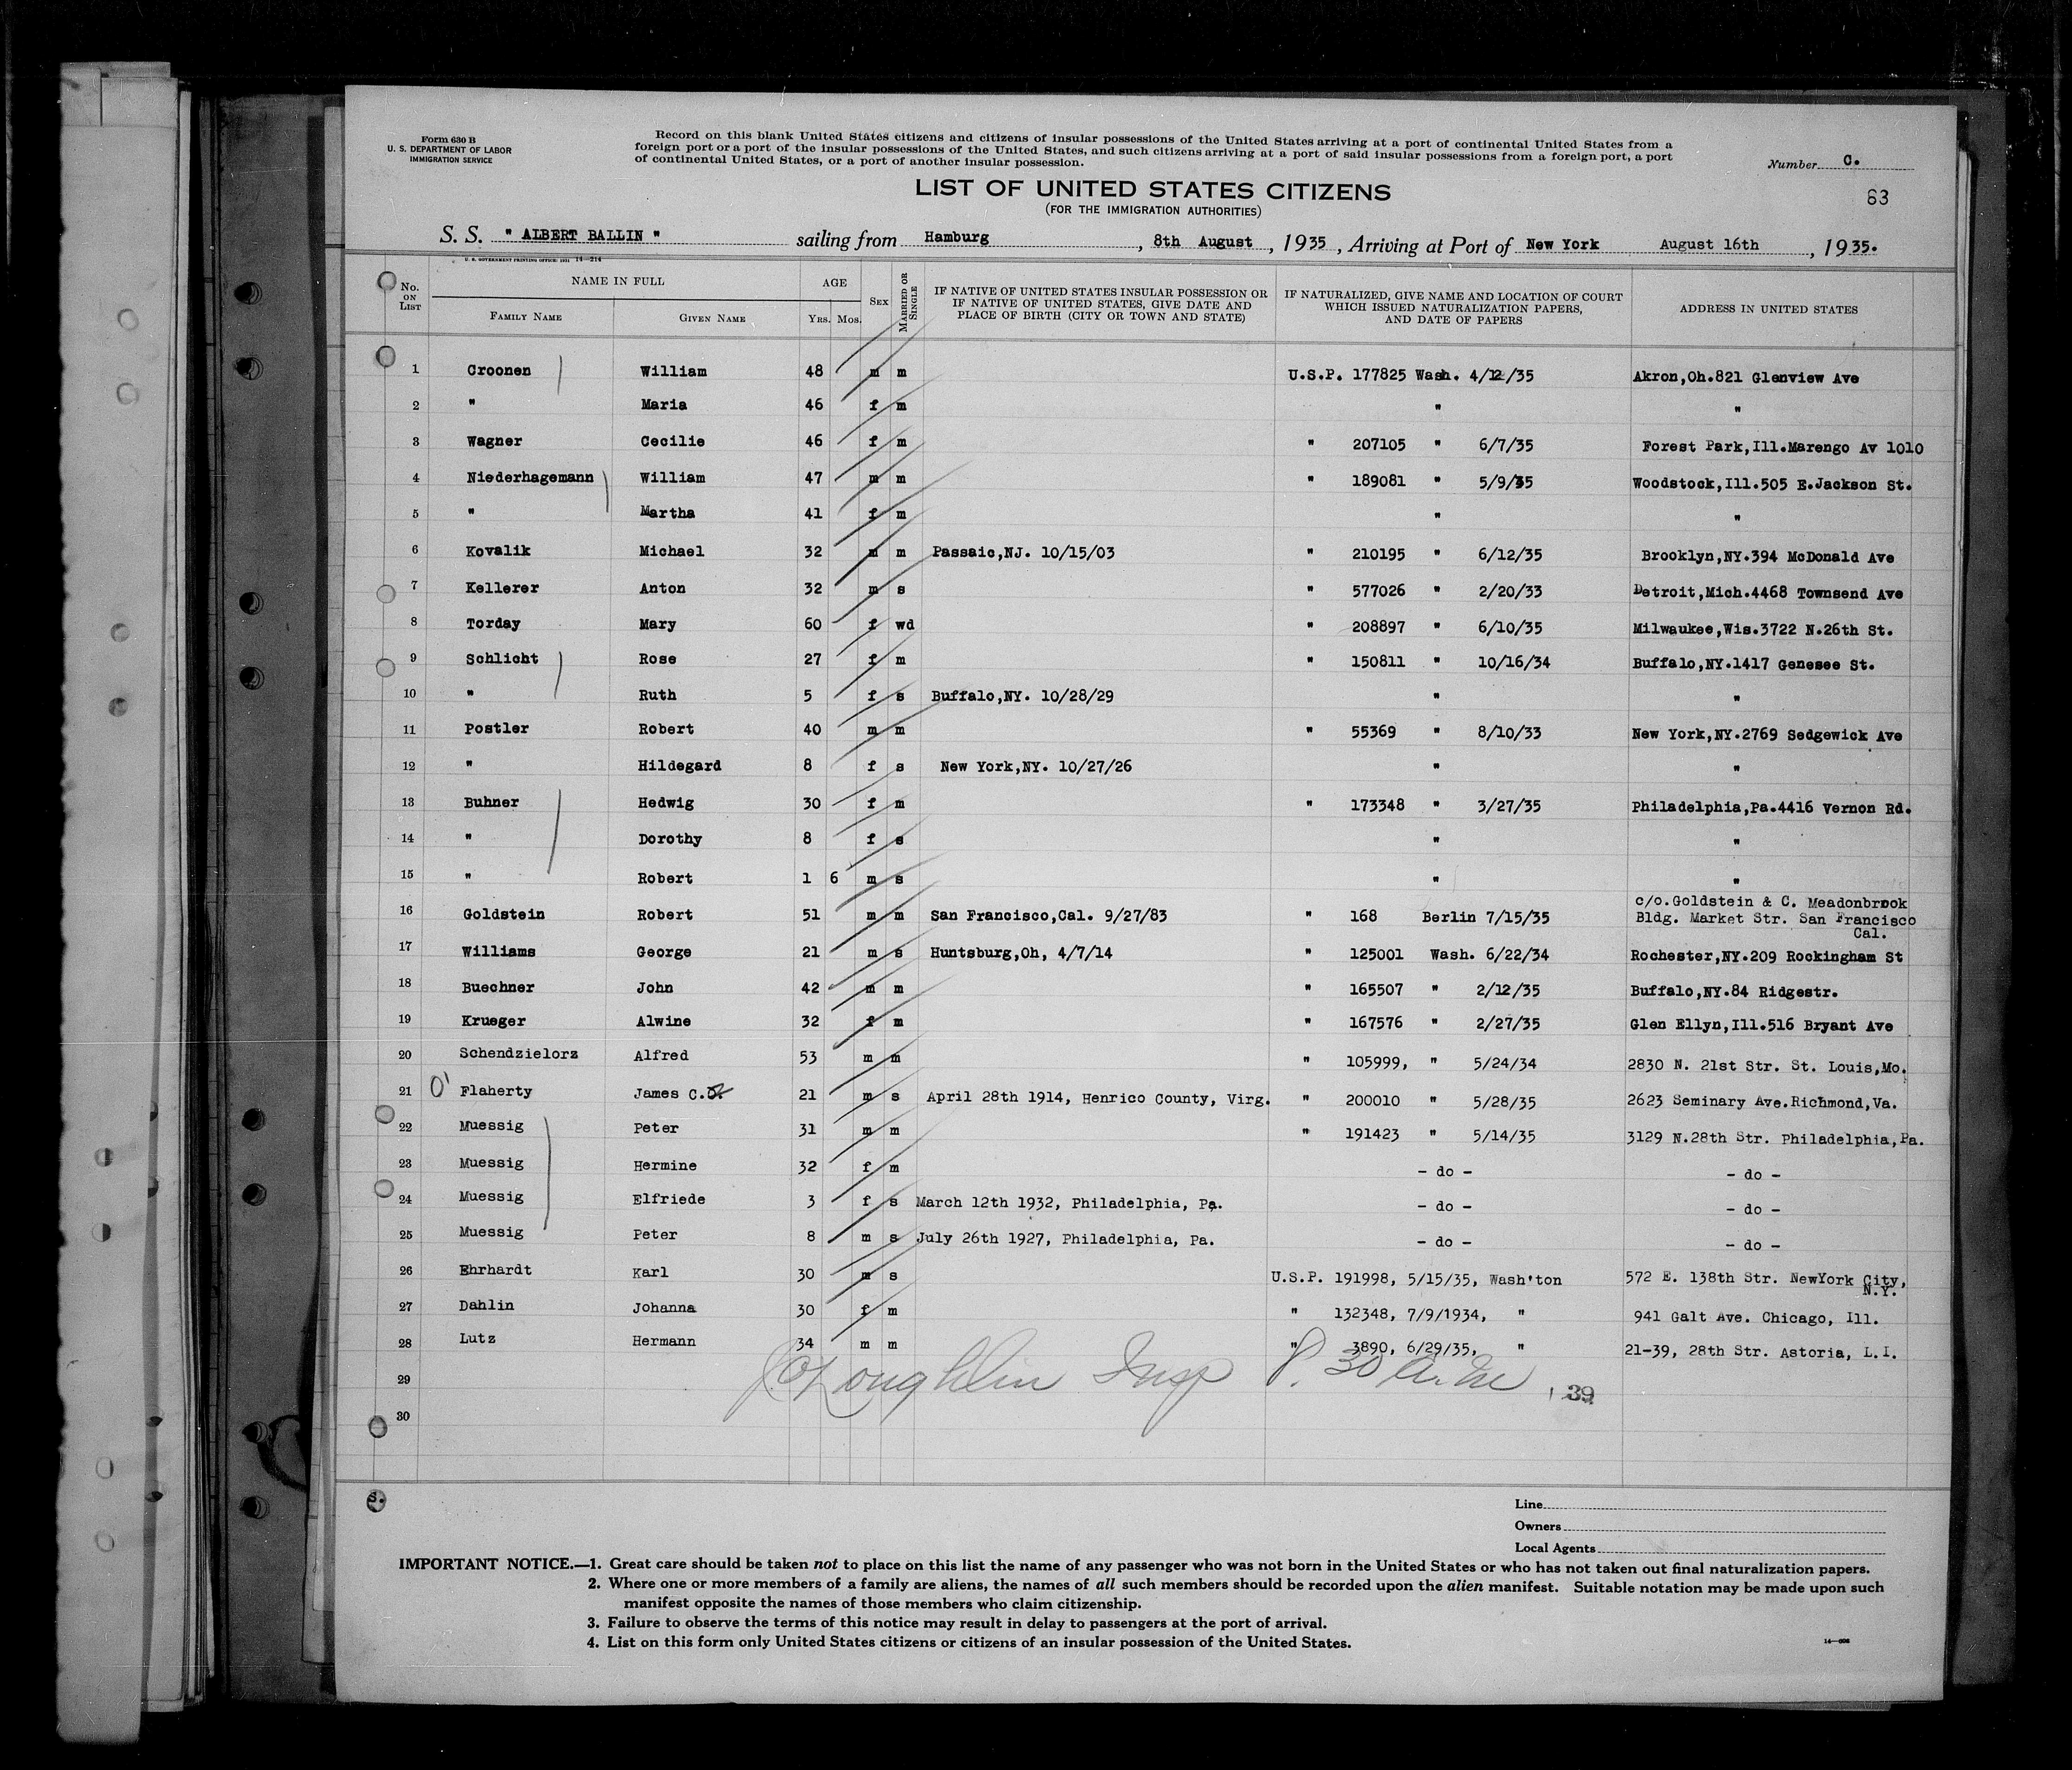 Form 630 B
U. S. DEPARTMENT OF LABOR
IMMIGRATION SERVICE
Record on this blank United States citizens and citizens of insular possessions of the United States arriving at a port of continental United States from a
foreign port or a port of the insular possessions of the United States, and such citizens arriving at a port of said insular possessions from a foreign port, a port
of continental United States, or a port of another insular possession.
Number C.
LIST OF UNITED STATES CITIZENS
(FOR THE IMMIGRATION AUTHORITIES)
63
S. S. " ALBERT BALLIN " sailing from Hamburg, 8th August, 1935, Arriving at Port of New York August 16th, 1935.
U. S. GOVERNMENT PRINTING OFFICE: 1931 14—214
No. ON LIST NAME IN FULL FAMILY NAME GIVEN NAME AGE YRS. MOS. SEX MARRIED OR SINGLE IF NATIVE OF UNITED STATES INSULAR POSSESSION OR IF NATIVE OF UNITED STATES, GIVE DATE AND PLACE OF BIRTH (CITY OR TOWN AND STATE) IF NATURALIZED, GIVE NAME AND LOCATION OF COURT WHICH ISSUED NATURALIZATION PAPERS, AND DATE OF PAPERS ADDRESS IN UNITED STATES
1 Croonen William 48 m m U.S.P. 177825 Wash. 4/12/35 Akron,Oh.821 Glenview Ave
2 " Maria 46 f m " "
3 Wagner Cecilie 46 f m " 207105 " 6/7/35 Forest Park,Ill.Marengo Av 1010
4 Niederhagemann William 47 m m " 189081 " 5/9/35 Woodstock,Ill.505 E.Jackson St.
5 " Martha 41 f m " "
6 Kovalik Michael 32 m m Passaic,NJ. 10/15/03 " 210195 " 6/12/35 Brooklyn,NY.394 McDonald Ave
7 Kellerer Anton 32 m s " 577026 " 2/20/33 Detroit,Mich.4468 Townsend Ave
8 Torday Mary 60 f wd " 208897 " 6/10/35 Milwaukee,Wis.3722 N.26th St.
9 Schlicht Rose 27 f m " 150811 " 10/16/34 Buffalo,NY.1417 Genesee St.
10 " Ruth 5 f s Buffalo,NY. 10/28/29 " "
11 Postler Robert 40 m m " 55369 " 8/10/33 New York,NY.2769 Sedgewick Ave
12 " Hildegard 8 f s New York,NY. 10/27/26 " "
13 Buhner Hedwig 30 f m " 173348 " 3/27/35 Philadelphia,Pa.4416 Vernon Rd.
14 " Dorothy 8 f s " "
15 " Robert 1 6 m s " "
16 Goldstein Robert 51 m m San Francisco,Cal. 9/27/83 " 168 Berlin 7/15/35 c/o.Goldstein & C. Meadonbrook
Bldg. Market Str. San Francisco
Cal.
17 Williams George 21 m s Huntsburg,Oh, 4/7/14 " 125001 Wash. 6/22/34 Rochester,NY.209 Rockingham St
18 Buechner John 42 m m " 165507 " 2/12/35 Buffalo,NY.84 Ridgestr.
19 Krueger Alwine 32 f m " 167576 " 2/27/35 Glen Ellyn,Ill.516 Bryant Ave
20 Schendzielorz Alfred 53 m m " 105999, " 5/24/34 2830 N. 21st Str. St. Louis,Mo.
21 O' Flaherty James C. 21 m s April 28th 1914, Henrico County, Virg. " 200010 " 5/28/35 2623 Seminary Ave.Richmond,Va.
22 Muessig Peter 31 m m " 191423 " 5/14/35 3129 N.28th Str. Philadelphia,Pa.
23 Muessig Hermine 32 f m - do - - do -
24 Muessig Elfriede 3 f s March 12th 1932, Philadelphia, Pa. - do - - do -
25 Muessig Peter 8 m s July 26th 1927, Philadelphia, Pa. - do - - do -
26 Ehrhardt Karl 30 m s U.S.P. 191998, 5/15/35, Wash'ton 572 E. 138th Str. NewYork City,
N.Y.
27 Dahlin Johanna 30 f m " 132348, 7/9/1934, " 941 Galt Ave. Chicago, Ill.
28 Lutz Hermann 34 m m " 3890, 6/29/35, " 21-39, 28th Str. Astoria, L.I.
29 Insp 8.30 39
30
S.
Line
Owners
Local Agents
IMPORTANT NOTICE.—1. Great care should be taken not to place on this list the name of any passenger who was not born in the United States or who has not taken out final naturalization papers.
2. Where one or more members of a family are aliens, the names of all such members should be recorded upon the alien manifest. Suitable notation may be made upon such
manifest opposite the names of those members who claim citizenship.
3. Failure to observe the terms of this notice may result in delay to passengers at the port of arrival.
4. List on this form only United States citizens or citizens of an insular possession of the United States.